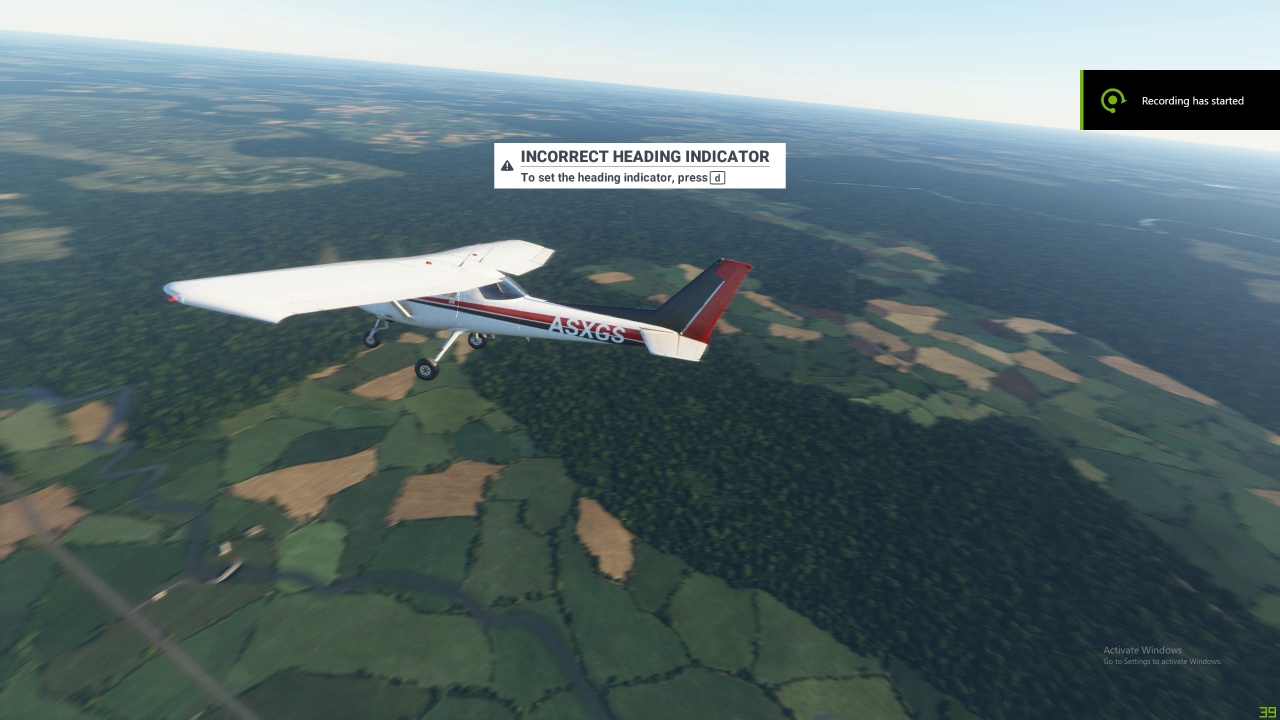 Recording has started
INCORRECT HEADING INDICATOR
To set the heading indicator, press d
ASXGS
Activate Windows
Go to Settings to activate Windows.
39